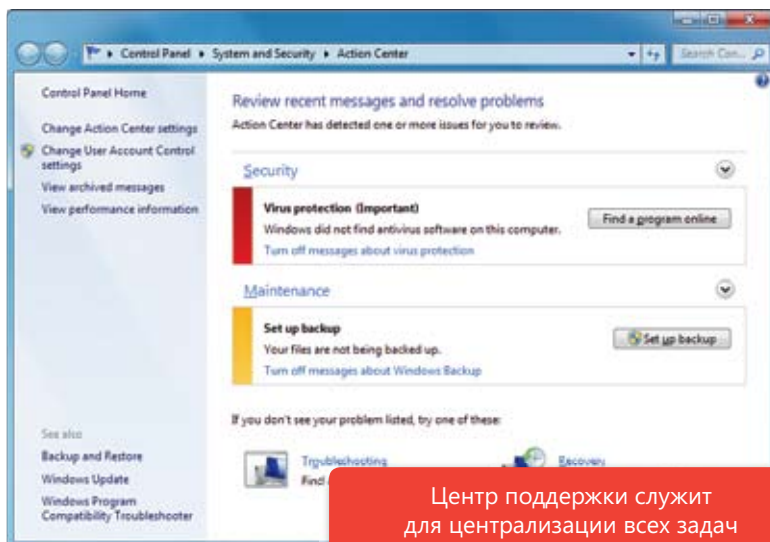 Control Panel ▸ System and Security ▸ Action Center
Search Con...
Control Panel Home
Change Action Center settings
Change User Account Control
settings
View archived messages
View performance information
See also
Backup and Restore
Windows Update
Windows Program
Compatibility Troubleshooter
Review recent messages and resolve problems
Action Center has detected one or more issues for you to review.
Security
Virus protection (Important)
Windows did not find antivirus software on this computer.
Turn off messages about virus protection
Find a program online
Maintenance
Set up backup
Your files are not being backed up.
Turn off messages about Windows Backup
Set up backup
If you don't see your problem listed, try one of these:
Troubleshooting
Find
Recovery
Центр поддержки служит
для централизации всех задач